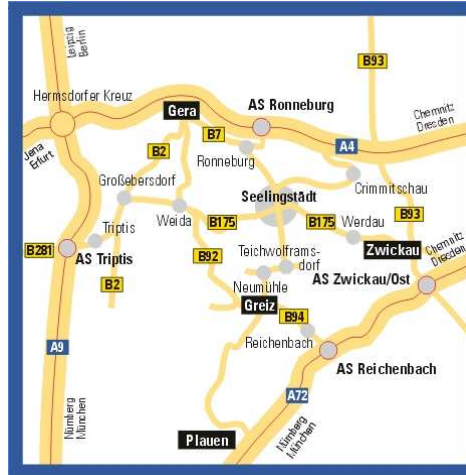 Leipzig
Berlin
B93
Hermsdorfer Kreuz
Gera
AS Ronneburg
Chemnitz
Dresden
B7
A4
Jena
Erfurt
B2
Ronneburg
Crimmitschau
Großebersdorf
Seelingstädt
Triptis
Weida
B175
B175
Werdau
B93
B281
AS Triptis
B92
Teichwolframs-
dorf
Zwickau
Chemnitz
Dresden
B2
Neumühle
AS Zwickau/Ost
Greiz
B94
Reichenbach
A9
AS Reichenbach
A72
Nürnberg
München
Plauen
Nürnberg
München